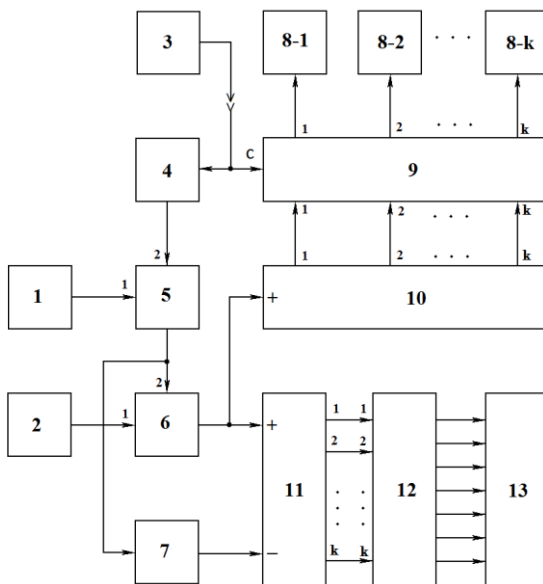 3 8-1 8-2 . . . 8-k
1 2 . . . k
4 C 9
2 1 2 . . . k
1 2 . . . k
1 1 5 + 10
2
2 1 6 + 1 1
2 2
11 . . . 12 13
7 − k k